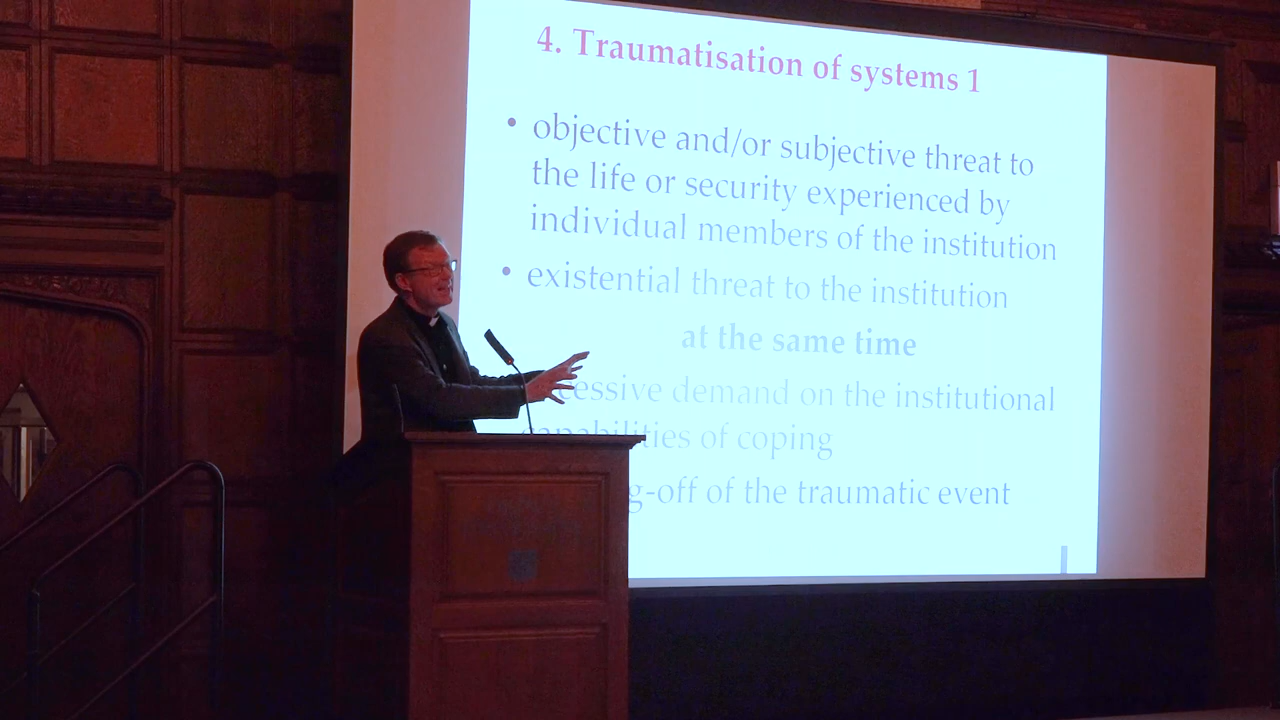 4. Traumatisation of systems 1
• objective and/or subjective threat to
the life or security experienced by
individual members of the institution
• existential threat to the institution
at the same time
demand on the institutional
capabilities of coping
of the traumatic event